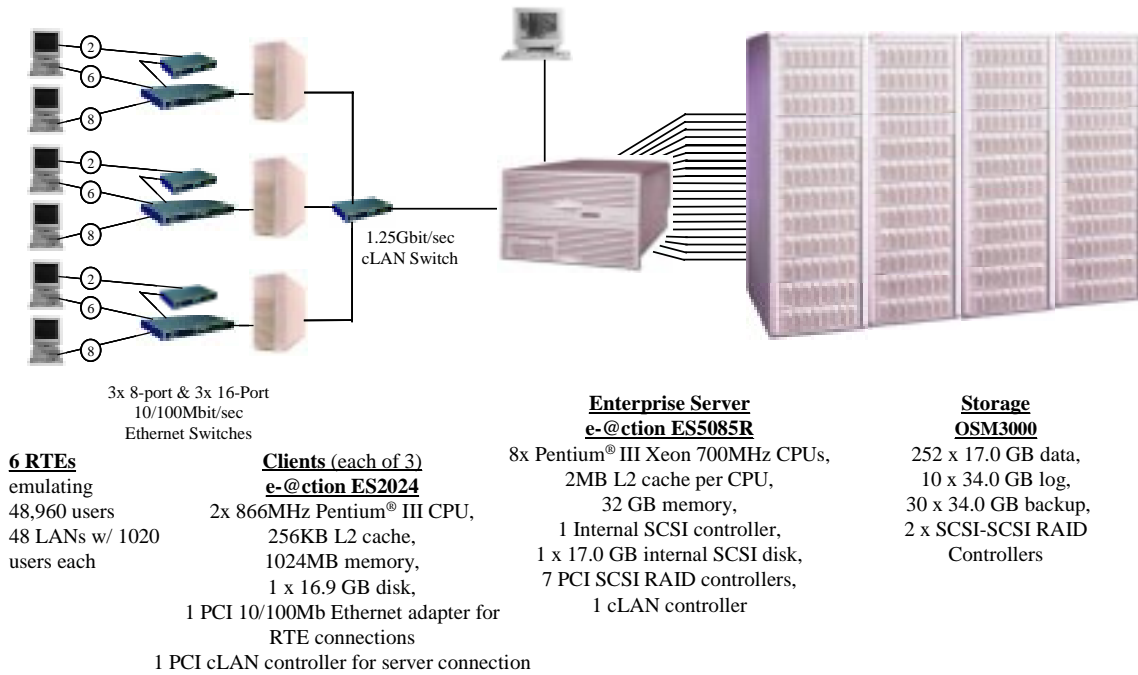 2
6
8
2
6
8
2
6
8
1.25Gbit/sec
cLAN Switch
3x 8-port & 3x 16-Port
10/100Mbit/sec
Ethernet Switches
6 RTEs
emulating
48,960 users
48 LANs w/ 1020
users each
Clients (each of 3)
e-@ction ES2024
2x 866MHz Pentium® III CPU,
256KB L2 cache,
1024MB memory,
1 x 16.9 GB disk,
1 PCI 10/100Mb Ethernet adapter for
RTE connections
1 PCI cLAN controller for server connection
Enterprise Server
e-@ction ES5085R
8x Pentium® III Xeon 700MHz CPUs,
2MB L2 cache per CPU,
32 GB memory,
1 Internal SCSI controller,
1 x 17.0 GB internal SCSI disk,
7 PCI SCSI RAID controllers,
1 cLAN controller
Storage
OSM3000
252 x 17.0 GB data,
10 x 34.0 GB log,
30 x 34.0 GB backup,
2 x SCSI-SCSI RAID
Controllers